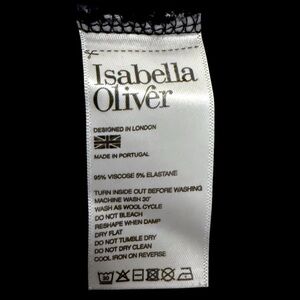 Isabella
Oliver
DESIGNED IN LONDON
MADE IN PORTUGAL
95% VISCOSE 5% ELASTANE
TURN INSIDE OUT BEFORE WASHING
MACHINE WASH 30°
WASH AS WOOL CYCLE
DO NOT BLEACH
RESHAPE WHEN DAMP
DRY FLAT
DO NOT TUMBLE DRY
DO NOT DRY CLEAN
COOL IRON ON REVERSE
30